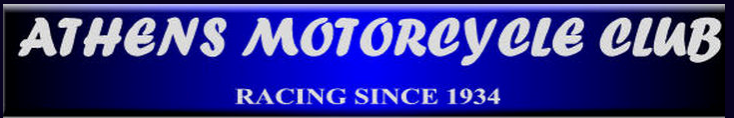 ATHENS MOTORCYCLE CLUB
RACING SINCE 1934